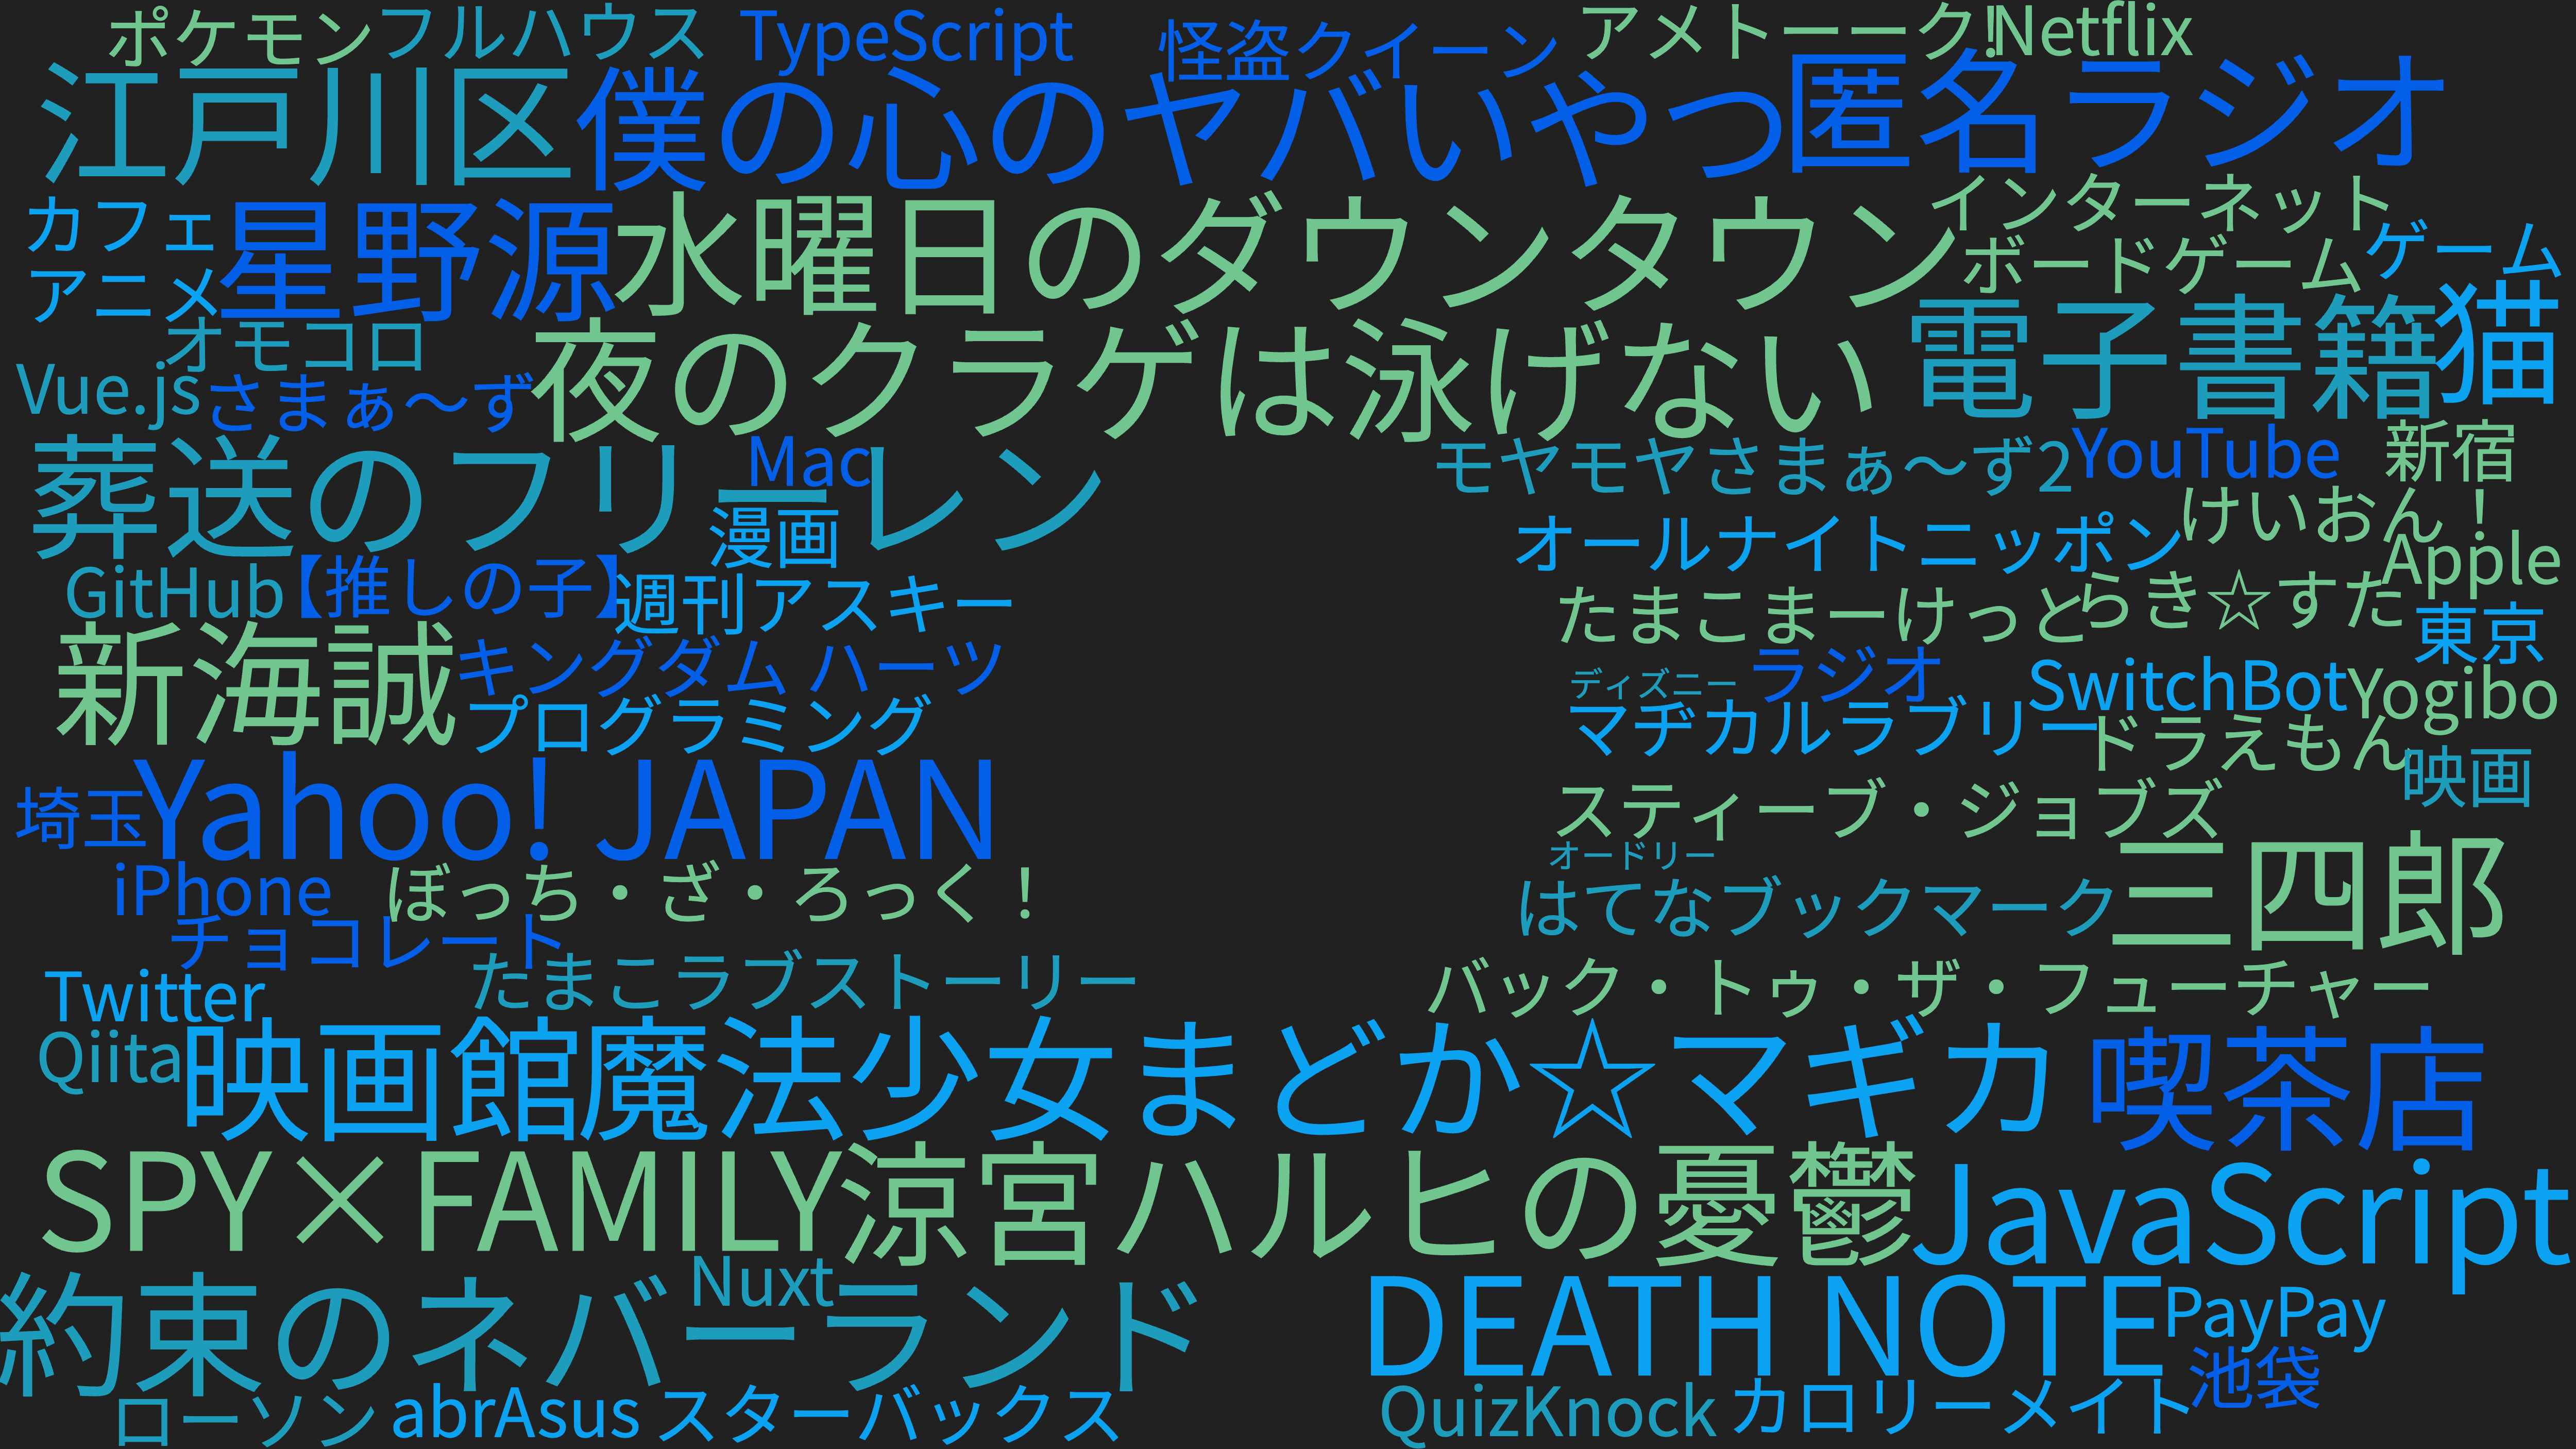 ポケモン
フルハウス
TypeScript
怪盗クイーン
アメトーーク!
Netflix
江戸川区
僕の心のヤバいやつ
匿名ラジオ
カフェ
星野源
水曜日のダウンタウン
インターネット
ゲーム
アニメ
ボードゲーム
オモコロ
夜のクラゲは泳げない
電子書籍
猫
Vue.js
さまぁ～ず
葬送のフリーレン
Mac
モヤモヤさまぁ～ず2
YouTube
新宿
漫画
オールナイトニッポン
けいおん！
Apple
GitHub
【推しの子】
週刊アスキー
たまこまーけっと
らき☆すた
東京
新海誠
キングダム ハーツ
ディズニー
ラジオ
SwitchBot
Yogibo
プログラミング
マヂカルラブリー
ドラえもん
映画
埼玉
Yahoo! JAPAN
スティーブ・ジョブズ
オードリー
三四郎
iPhone
ぼっち・ざ・ろっく！
はてなブックマーク
チョコレート
Twitter
たまこラブストーリー
バック・トゥ・ザ・フューチャー
Qiita
映画館
魔法少女まどか☆マギカ
喫茶店
SPY×FAMILY
涼宮ハルヒの憂鬱
JavaScript
約束のネバーランド
Nuxt
DEATH NOTE
PayPay
池袋
ローソン
abrAsus
スターバックス
QuizKnock
カロリーメイト